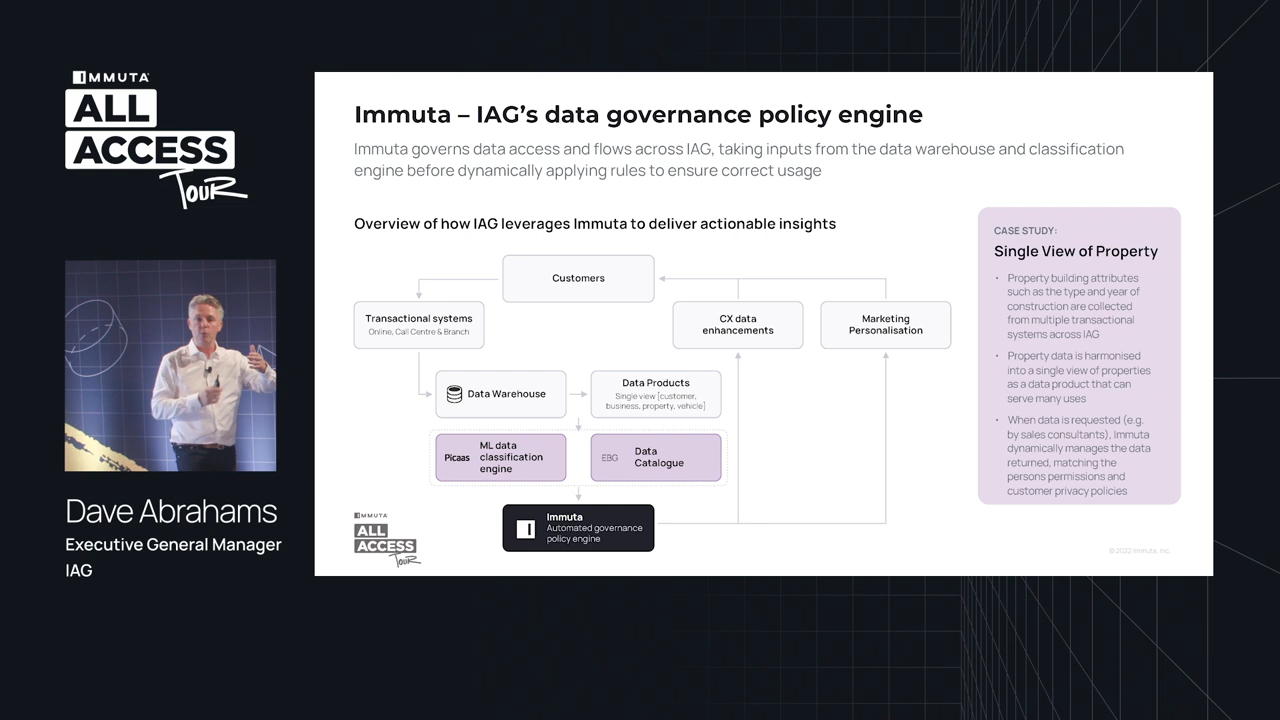 IMMUTA
ALL
ACCESS
TOUR
Dave Abrahams
Executive General Manager
IAG
Immuta – IAG’s data governance policy engine
Immuta governs data access and flows across IAG, taking inputs from the data warehouse and classification
engine before dynamically applying rules to ensure correct usage
Overview of how IAG leverages Immuta to deliver actionable insights
Customers
Transactional systems
Online, Call Centre & Branch
CX data
enhancements
Marketing
Personalisation
Data Warehouse
Data Products
Single view [customer,
business, property, vehicle]
Picaas
ML data
classification
engine
EBG
Data
Catalogue
Immuta
Automated governance
policy engine
IMMUTA
ALL
ACCESS
TOUR
CASE STUDY:
Single View of Property
• Property building attributes
such as the type and year of
construction are collected
from multiple transactional
systems across IAG
• Property data is harmonised
into a single view of properties
as a data product that can
serve many uses
• When data is requested (e.g.
by sales consultants), Immuta
dynamically manages the data
returned, matching the
persons permissions and
customer privacy policies
© 2022 Immuta, Inc.